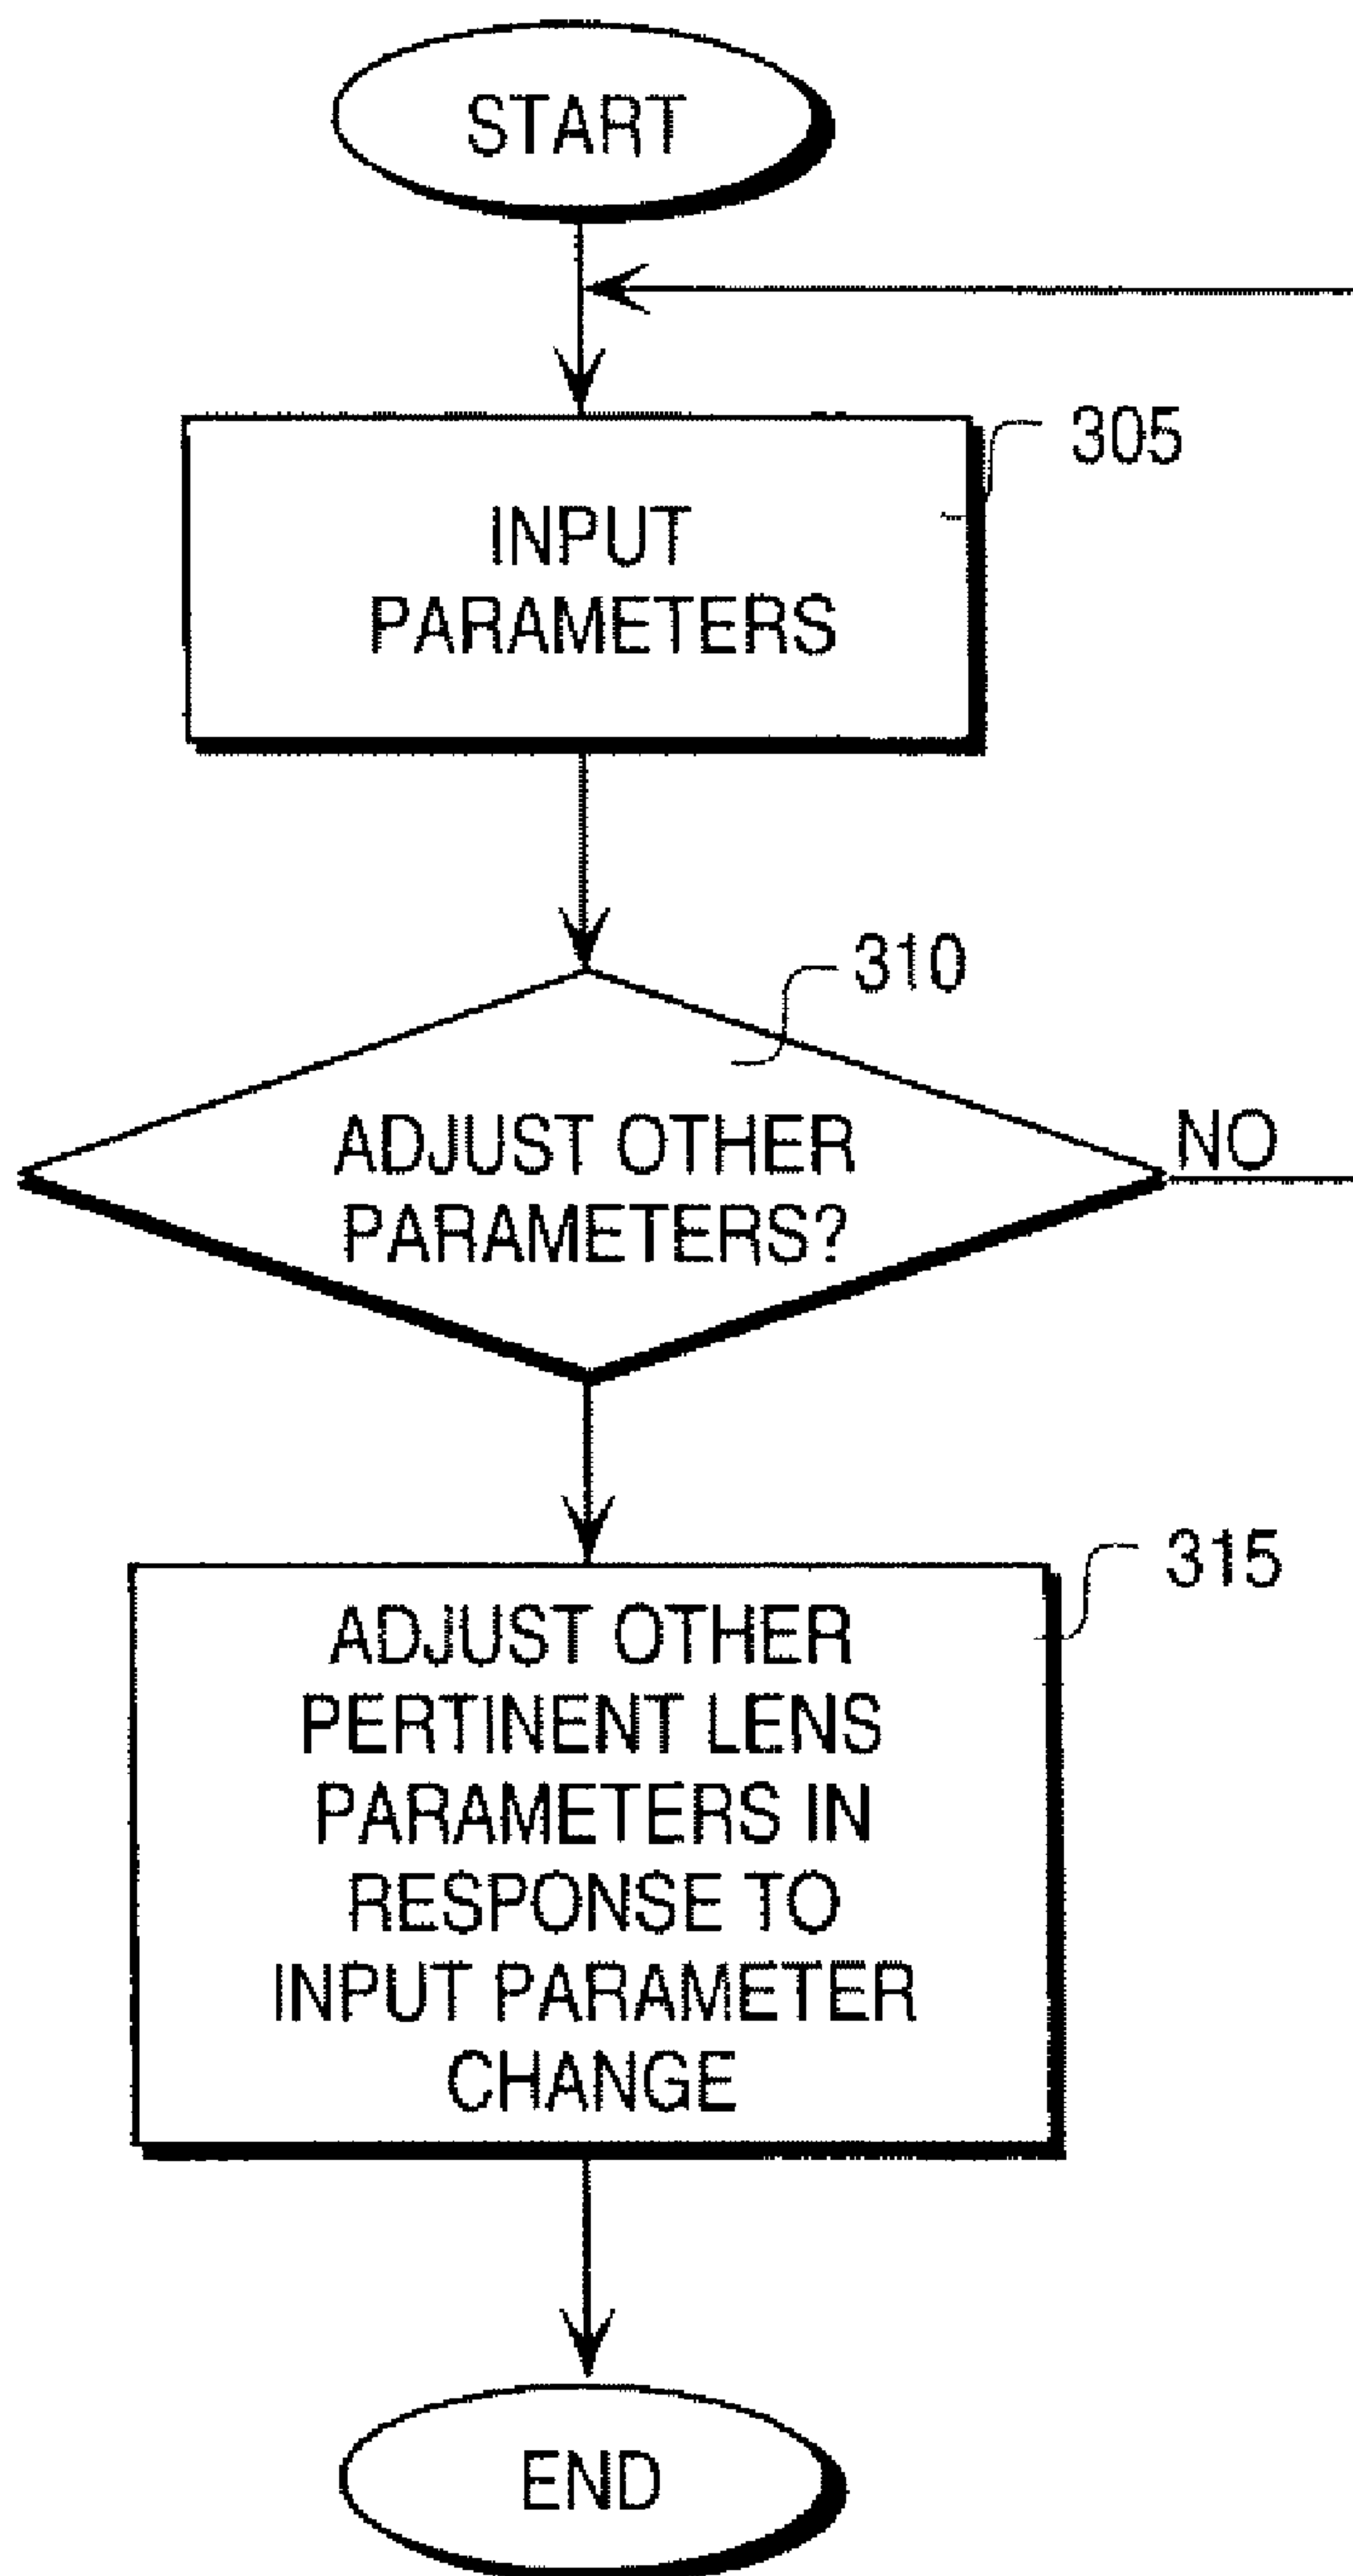 START
305
INPUT
PARAMETERS
310
ADJUST OTHER
PARAMETERS?
NO
315
ADJUST OTHER
PERTINENT LENS
PARAMETERS IN
RESPONSE TO
INPUT PARAMETER
CHANGE
END